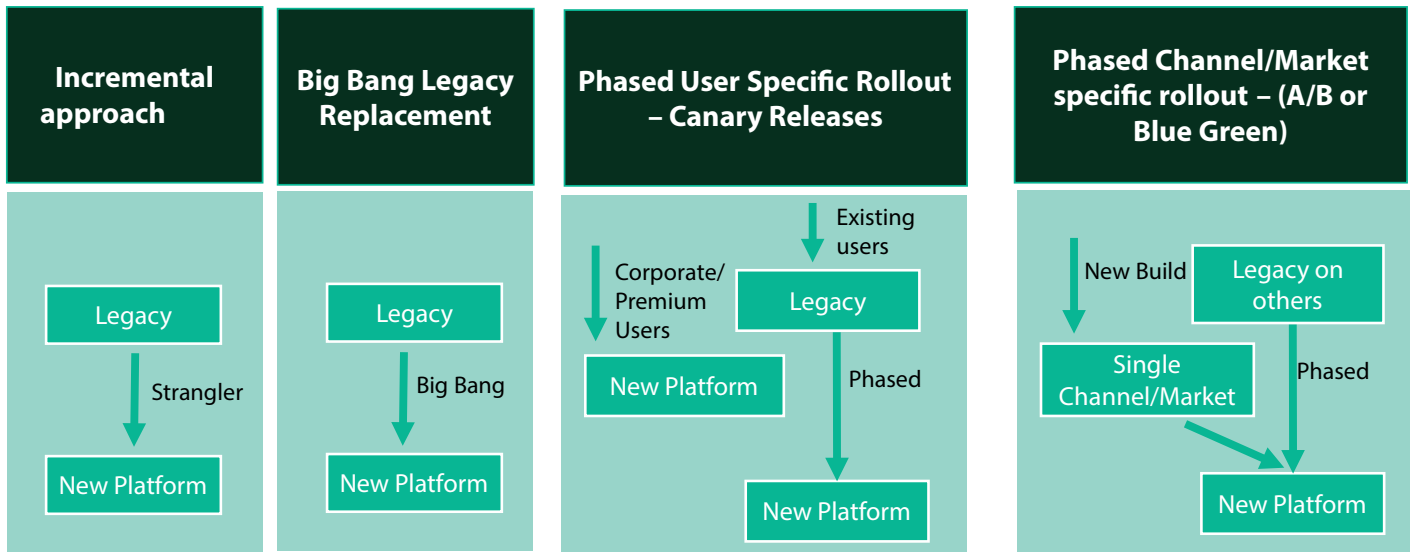 Incremental
approach
Legacy
Strangler
New Platform
Big Bang Legacy
Replacement
Legacy
Big Bang
New Platform
Phased User Specific Rollout
– Canary Releases
Existing
users
Corporate/
Premium
Users
Legacy
New Platform
Phased
New Platform
Phased Channel/Market
specific rollout – (A/B or
Blue Green)
New Build
Legacy on
others
Single
Channel/Market
Phased
New Platform